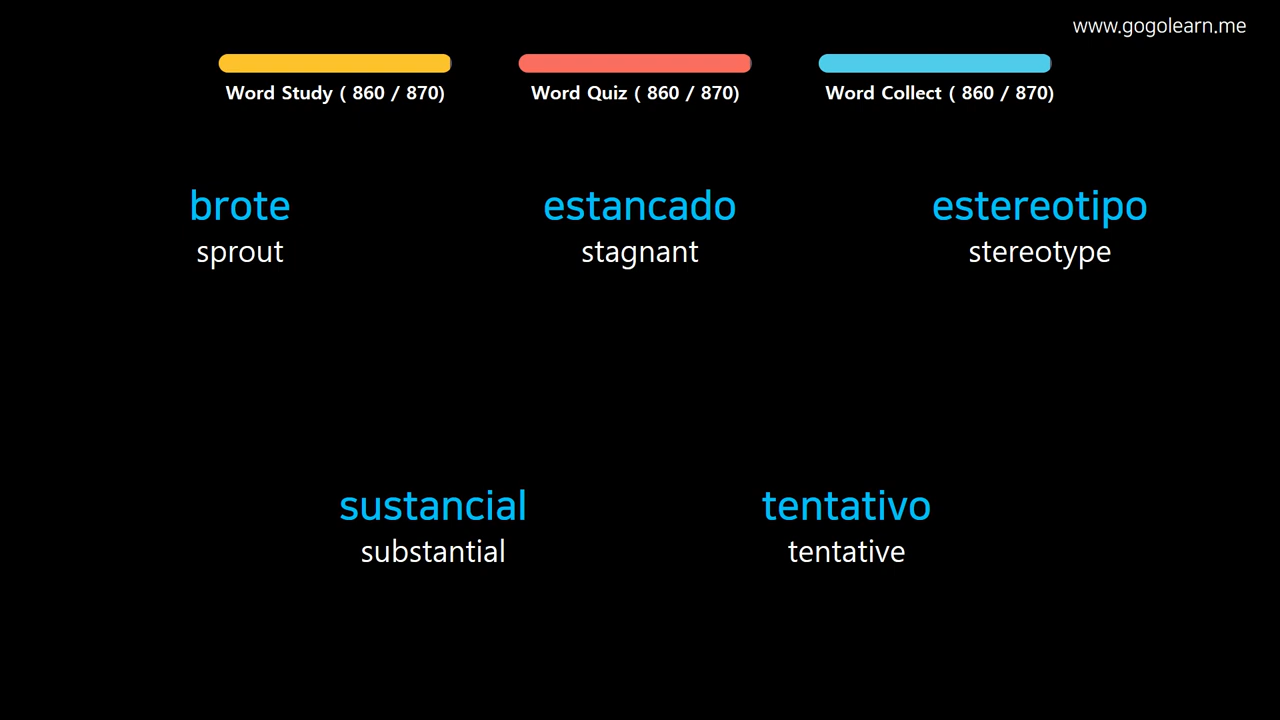 www.gogolearn.me
Word Study ( 860 / 870)
Word Quiz ( 860 / 870)
Word Collect ( 860 / 870)
brote
sprout
estancado
stagnant
estereotipo
stereotype
sustancial
substantial
tentativo
tentative